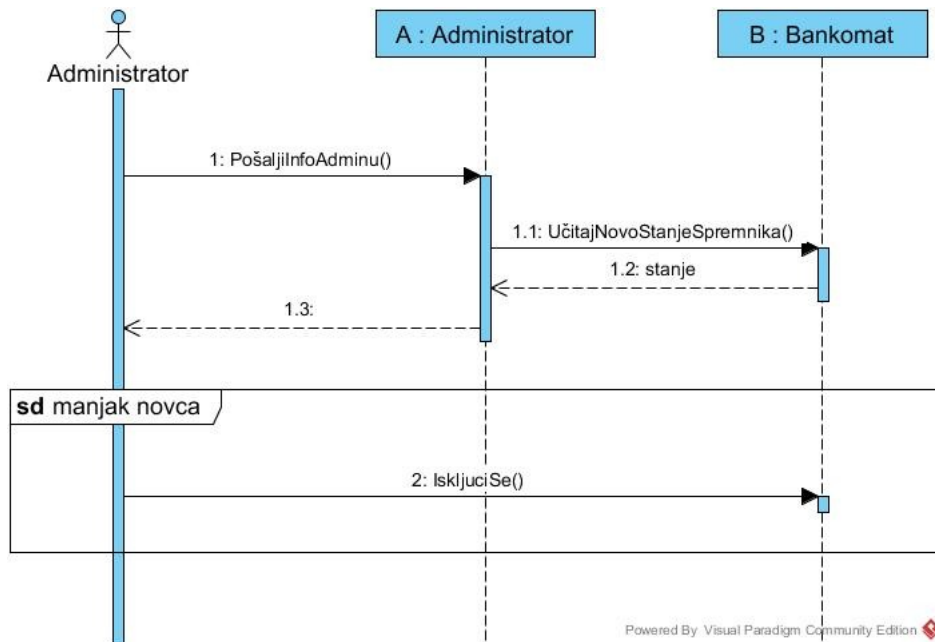 A : Administrator
B : Bankomat
Administrator
1: PošaljiInfoAdminu()
1.1: UčitajNovoStanjeSpremnika()
1.2: stanje
1.3:
sd manjak novca
2: IskljuciSe()
Powered By Visual Paradigm Community Edition